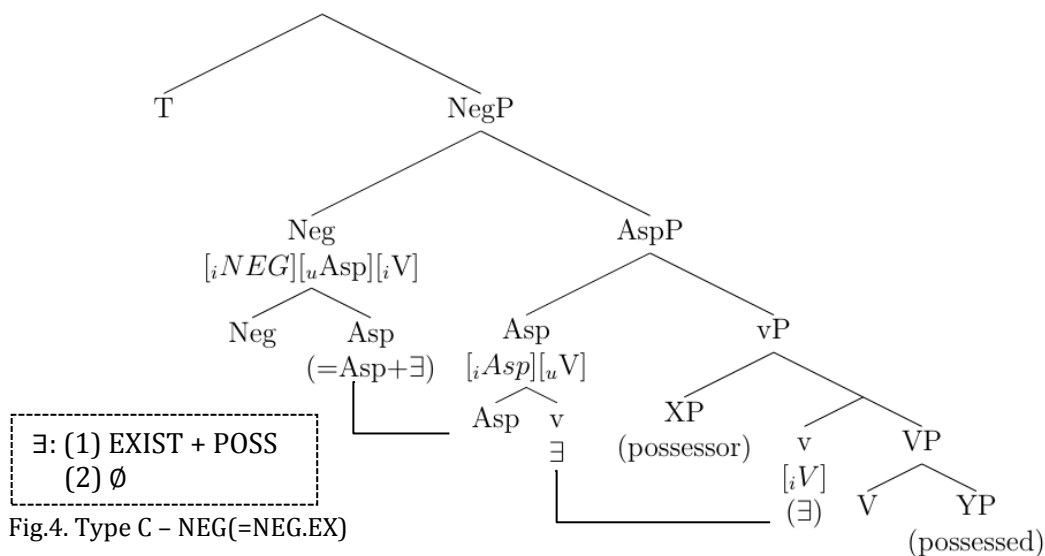 T NegP
Neg AspP
[iNEG][uAsp][iV]
Neg Asp Asp vP
(=Asp+∃) [iAsp][uV]
Asp v XP v VP
∃ (possessor) [iV] V YP
(∃) (possessed)
∃: (1) EXIST + POSS
(2) Ø
Fig.4. Type C – NEG(=NEG.EX)